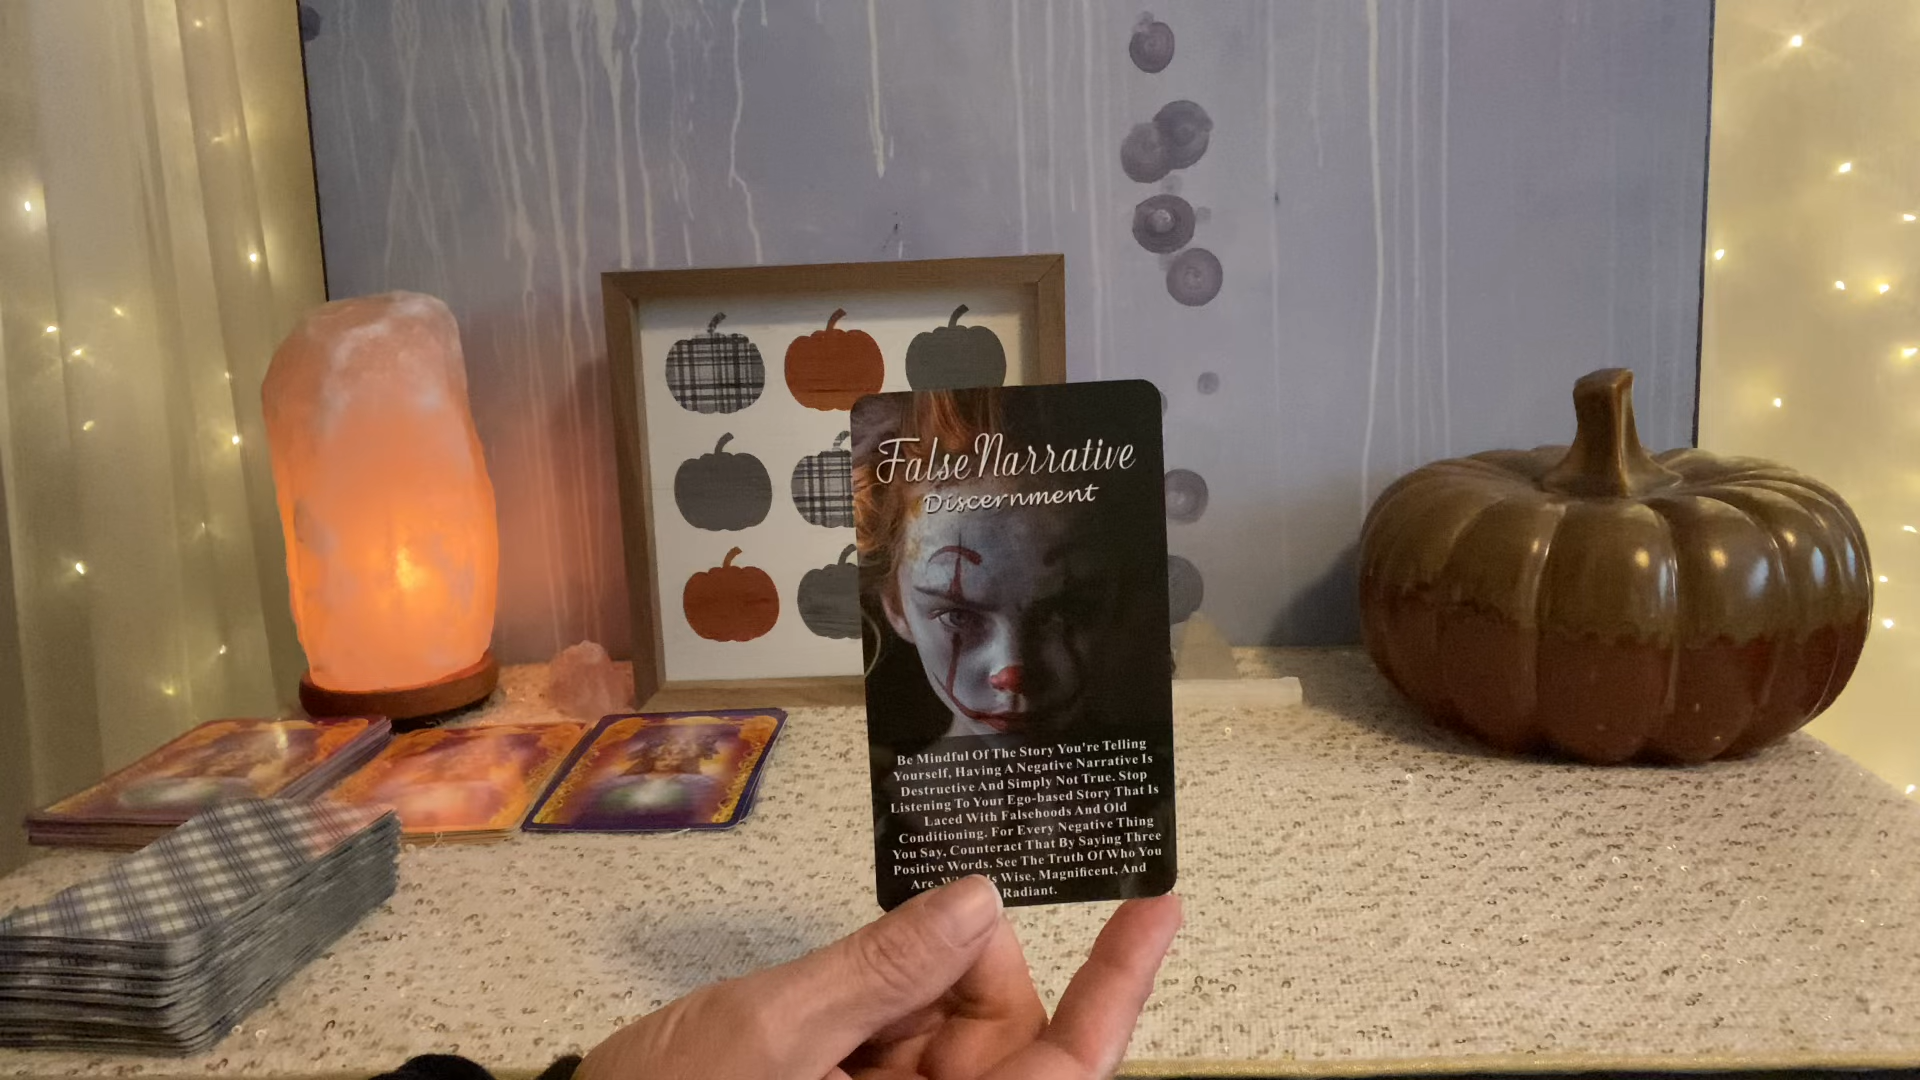 False Narrative
Discernment
Be Mindful Of The Story You're Telling
Yourself, Having A Negative Narrative Is
Destructive And Simply Not True. Stop
Listening To Your Ego-based Story That Is
Laced With Falsehoods And Old
Conditioning. For Every Negative Thing
You Say, Counteract That By Saying Three
Positive Words. See The Truth Of Who You
Are, Is Wise, Magnificent, And
Radiant.